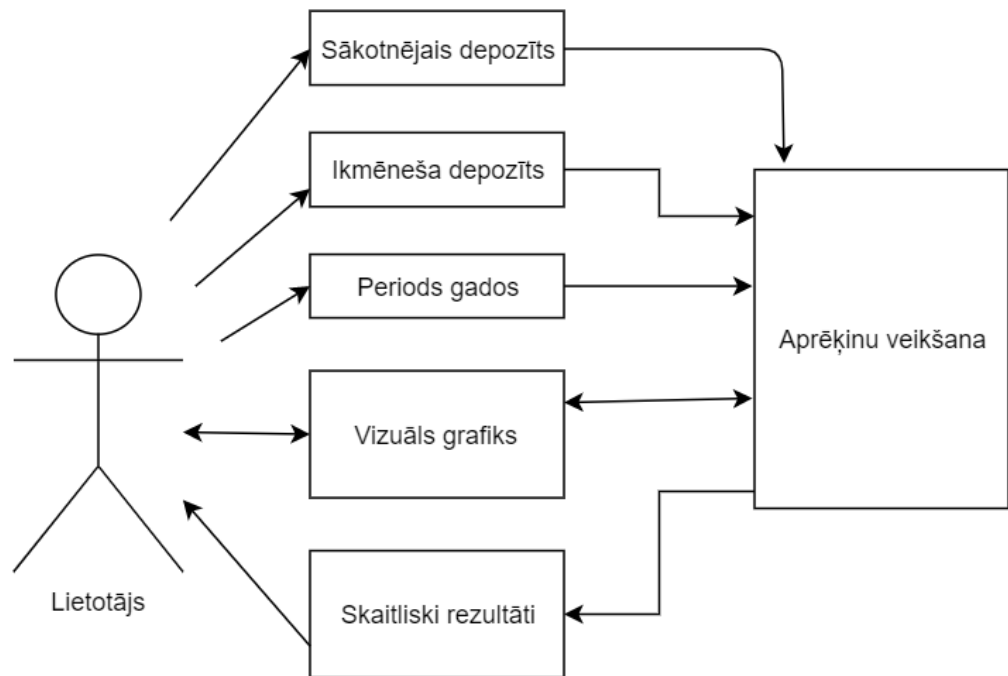 Sākotnējais depozīts
Ikmēneša depozīts
Periods gados
Aprēķinu veikšana
Vizuāls grafiks
Lietotājs
Skaitliski rezultāti